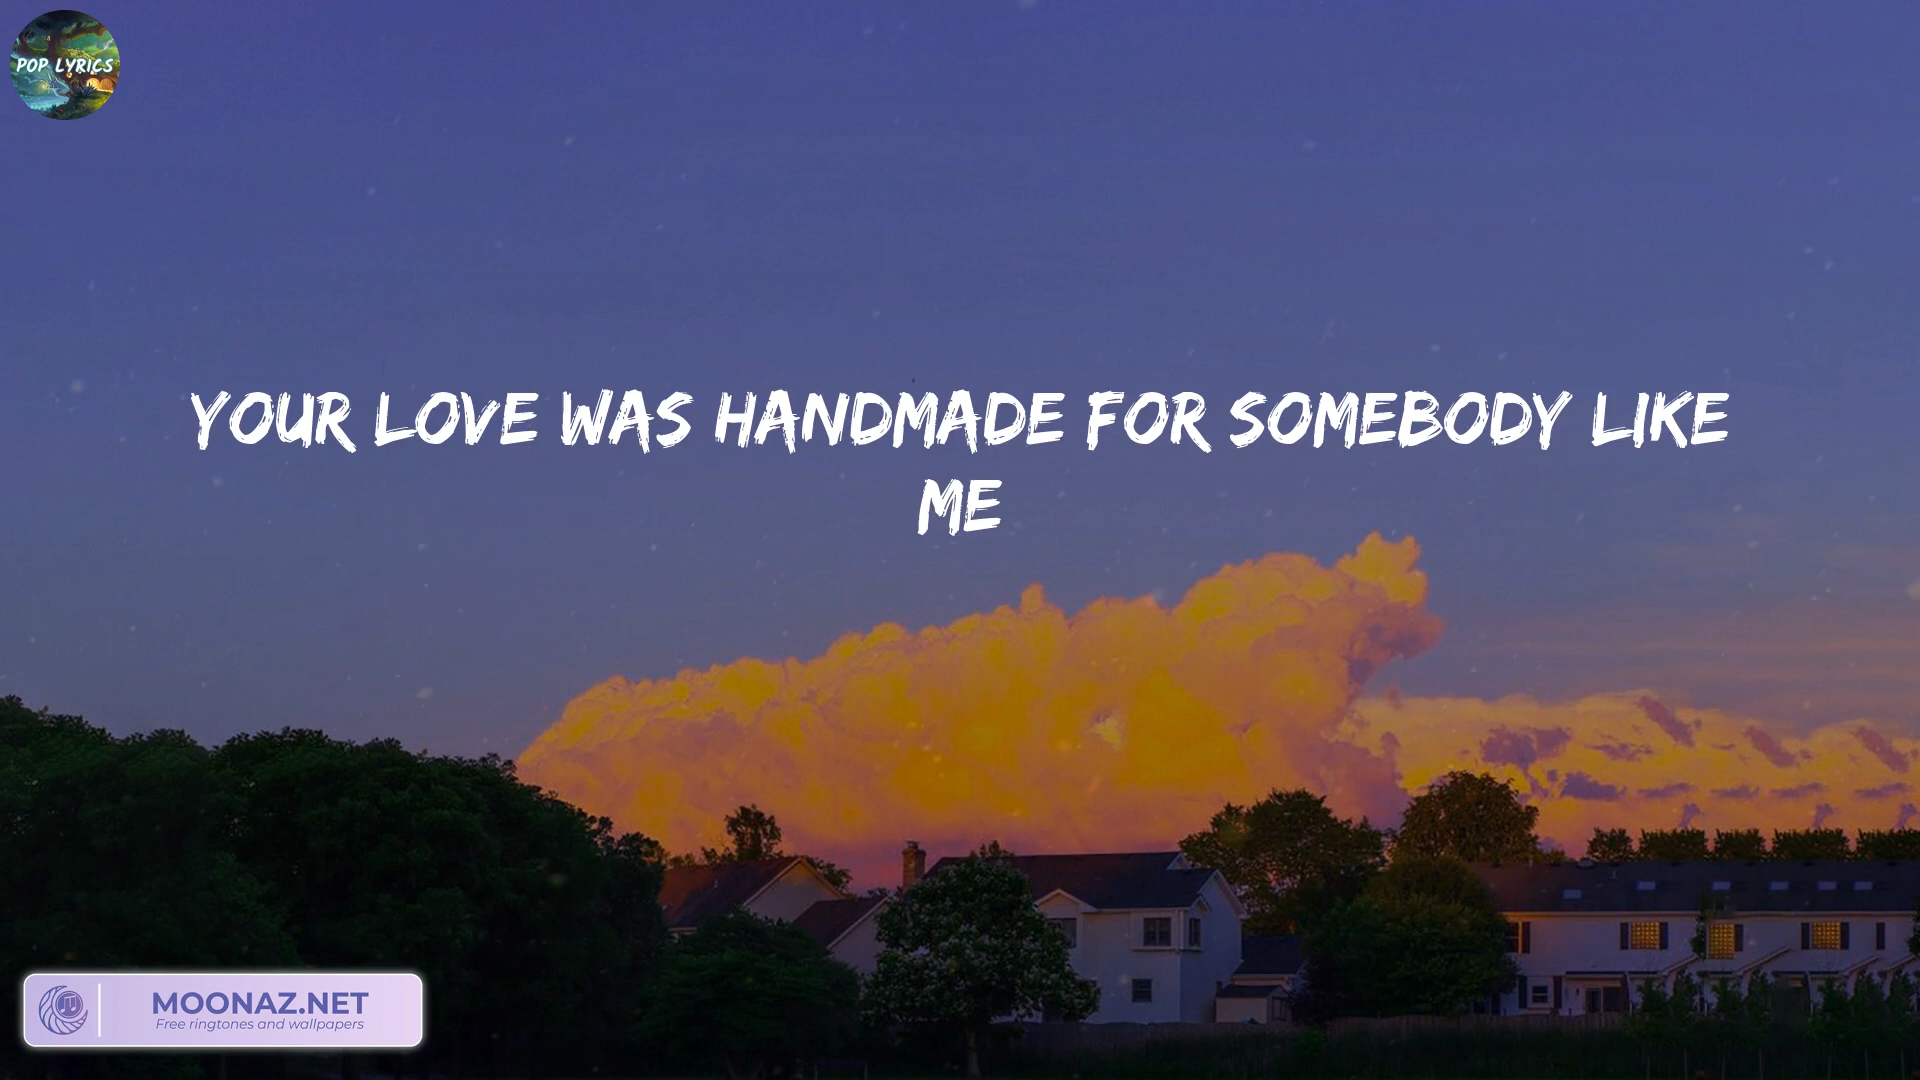 POP LYRICS
YOUR LOVE WAS HANDMADE FOR SOMEBODY LIKE
ME
MOONAZ.NET
Free ringtones and wallpapers